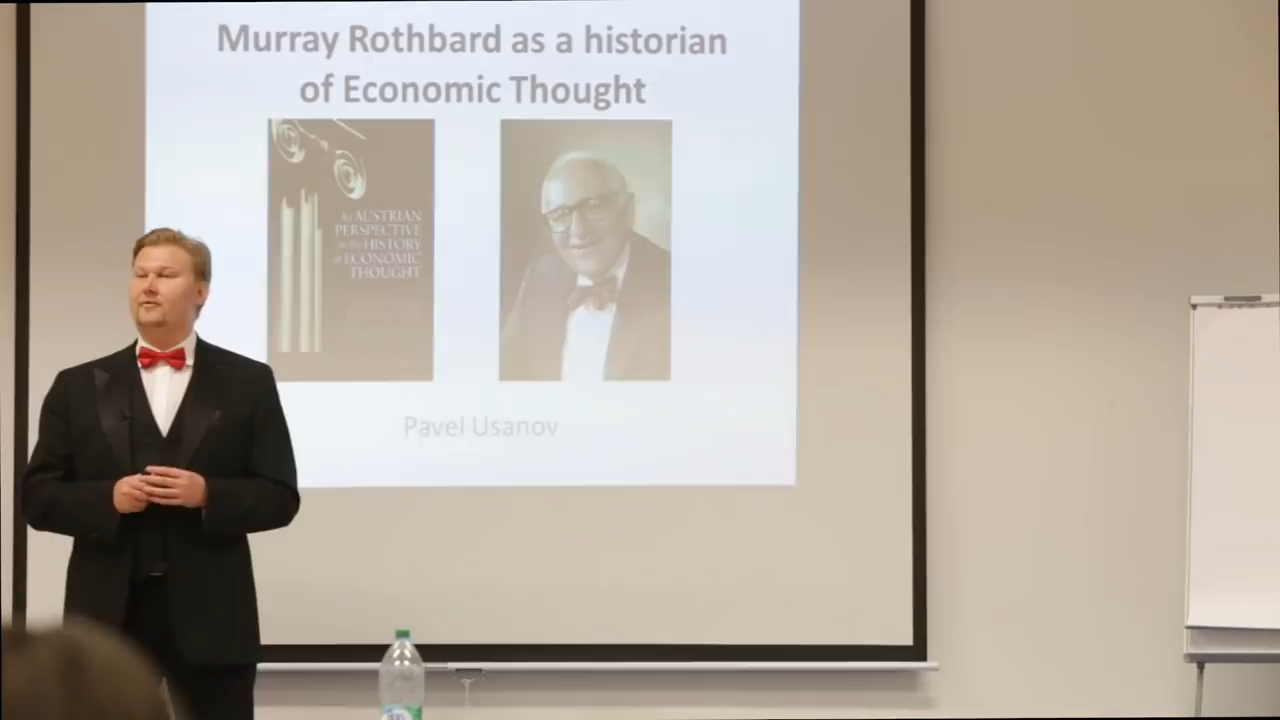 Murray Rothbard as a historian
of Economic Thought
An AUSTRIAN
PERSPECTIVE
on the HISTORY
of ECONOMIC
THOUGHT
Pavel Usanov